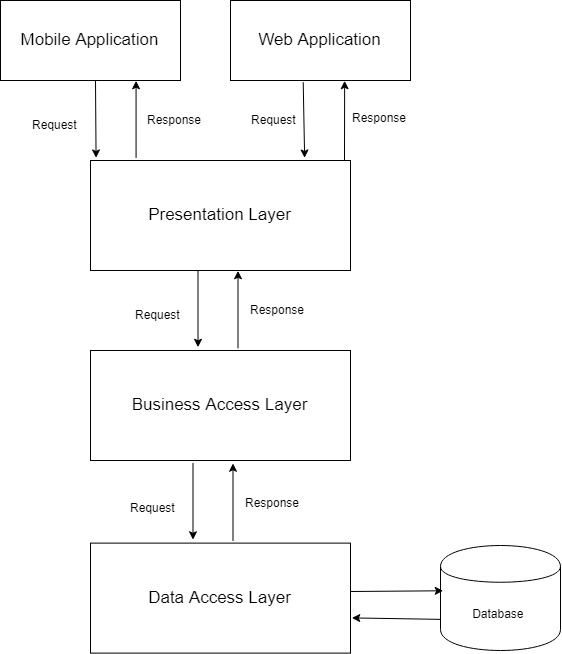 Mobile Application
Web Application
Request
Response
Request
Response
Presentation Layer
Request
Response
Business Access Layer
Request
Response
Data Access Layer
Database